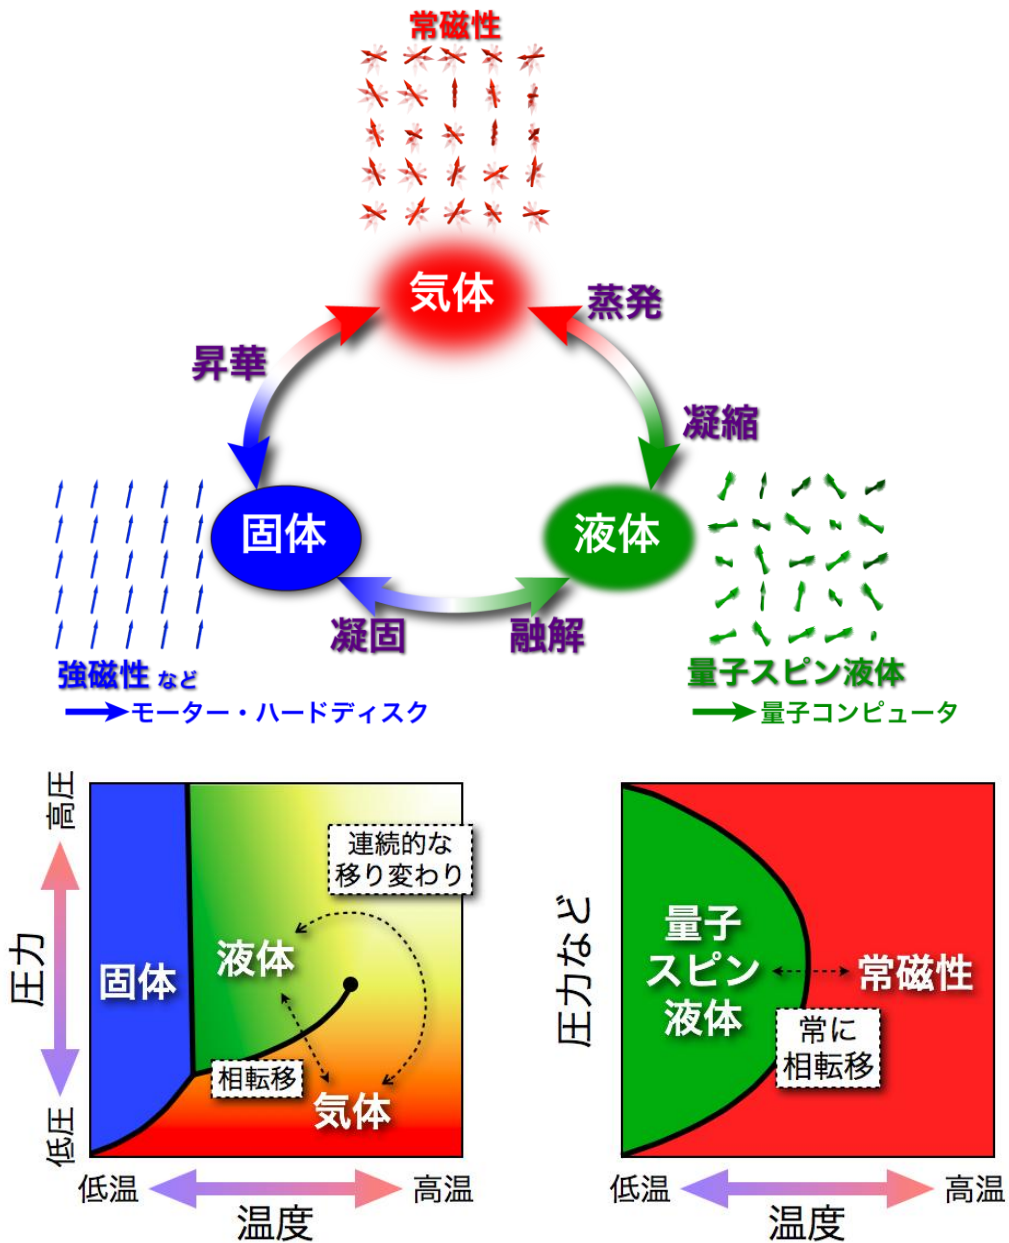 常磁性
気体
蒸発
昇華
凝縮
固体
液体
凝固
融解
強磁性 など
モーター・ハードディスク
量子スピン液体
量子コンピュータ
高圧
圧力
低圧
連続的な
移り変わり
液体
固体
相転移
気体
低温
高温
温度
圧力など
量子
スピン
液体
常磁性
常に
相転移
低温
高温
温度